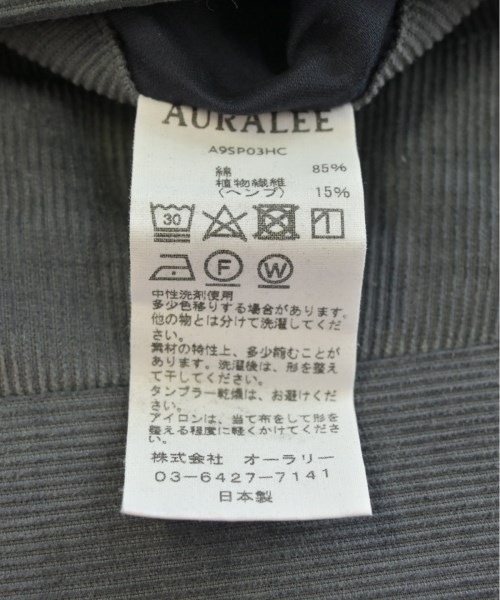 AURALEE
A9SP03HC
綿 85%
植物繊維
(ヘンプ) 15%
30
F W
中性洗剤使用
多少色移りする場合があります。
他の物とは分けて洗濯してくだ
さい。
素材の特性上、多少縮むことが
あります。洗濯後は、形を整え
て干してください。
タンブラー乾燥は、お避けくだ
さい。
アイロンは、当て布をして形を
整える程度に軽くかけてくださ
い。
株式会社 オーラリー
03-6427-7141
日本製